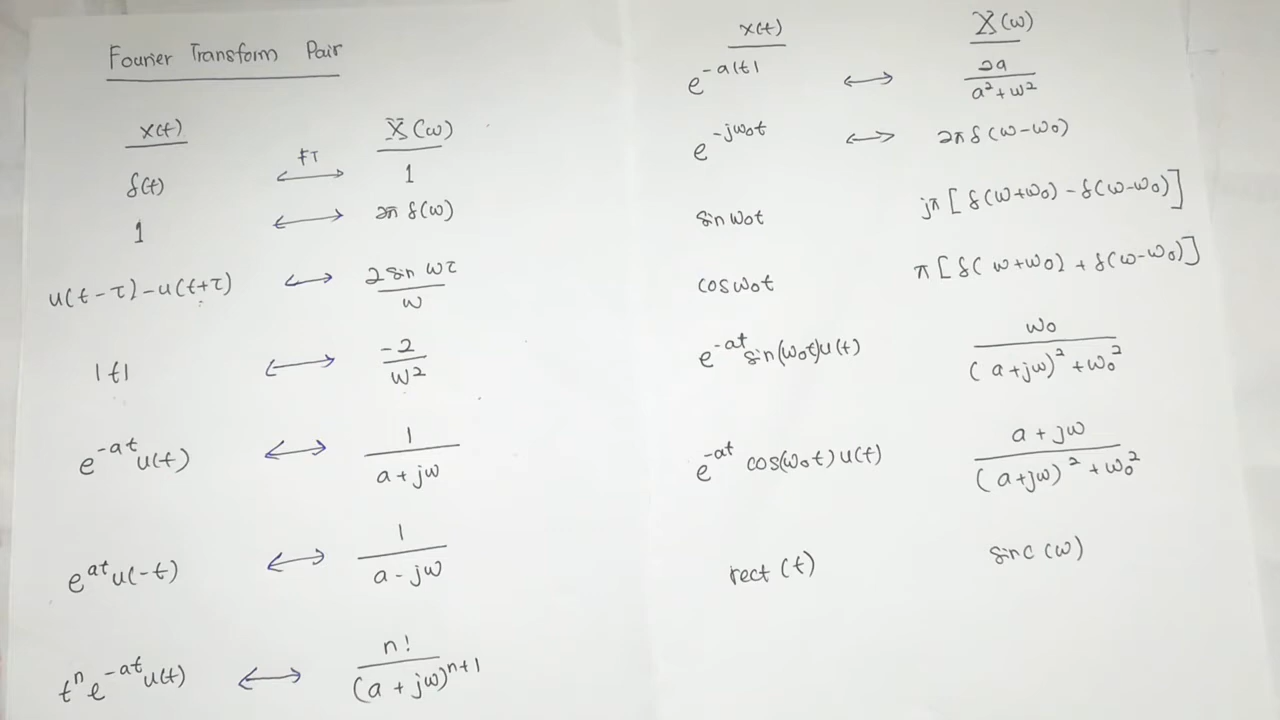 Fourier Transform Pair
x(t) X(ω)
δ(t) FT ⟷ 1
1 ⟷ 2π δ(ω)
u(t-τ)-u(t+τ) ⟷ 2 sin ωτ / ω
|t| ⟷ -2 / ω²
e^-at u(t) ⟷ 1 / a+jω
e^at u(-t) ⟷ 1 / a-jω
t^n e^-at u(t) ⟷ n! / (a+jω)^n+1
x(t) X(ω)
e^-a|t| ⟷ 2a / a²+ω²
e^-jω₀t ⟷ 2πδ(ω-ω₀)
sin ω₀t jπ[δ(ω+ω₀)-δ(ω-ω₀)]
cos ω₀t π[δ(ω+ω₀)+δ(ω-ω₀)]
e^-at sin(ω₀t)u(t) ω₀ / (a+jω)²+ω₀²
e^-at cos(ω₀t)u(t) a+jω / (a+jω)²+ω₀²
rect(t) sinc(ω)